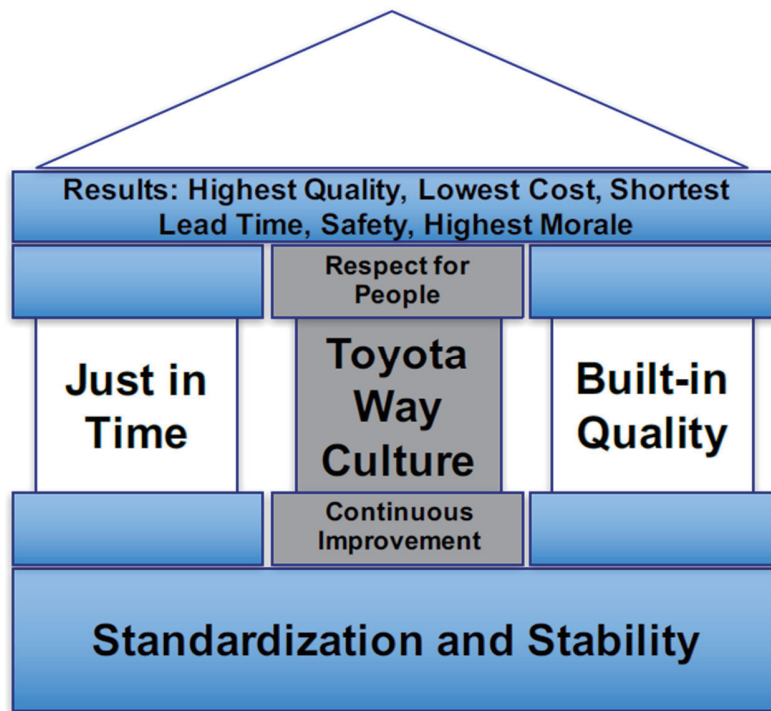 Results: Highest Quality, Lowest Cost, Shortest
Lead Time, Safety, Highest Morale
Respect for
People
Just in
Time
Toyota
Way
Culture
Built-in
Quality
Continuous
Improvement
Standardization and Stability